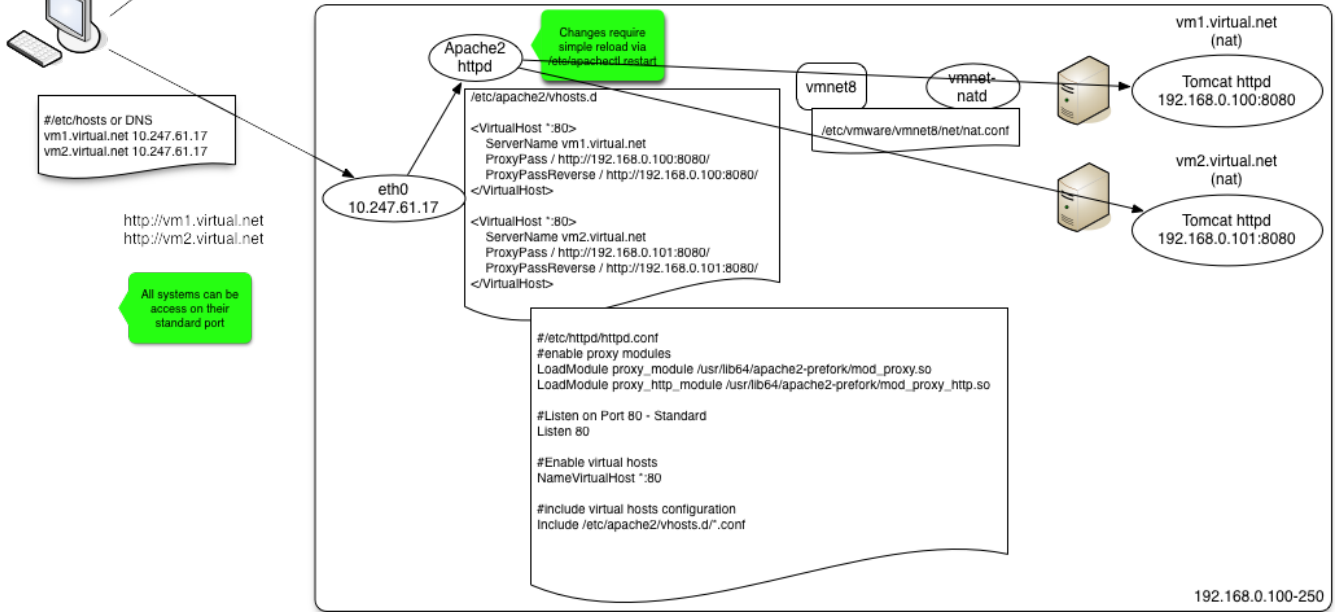 #/etc/hosts or DNS
vm1.virtual.net 10.247.61.17
vm2.virtual.net 10.247.61.17
http://vm1.virtual.net
http://vm2.virtual.net
All systems can be
access on their
standard port
eth0
10.247.61.17
Apache2
httpd
Changes require
simple reload via
/etc/apachectl restart
/etc/apache2/vhosts.d
<VirtualHost *:80>
ServerName vm1.virtual.net
ProxyPass / http://192.168.0.100:8080/
ProxyPassReverse / http://192.168.0.100:8080/
</VirtualHost>
<VirtualHost *:80>
ServerName vm2.virtual.net
ProxyPass / http://192.168.0.101:8080/
ProxyPassReverse / http://192.168.0.101:8080/
</VirtualHost>
#/etc/httpd/httpd.conf
#enable proxy modules
LoadModule proxy_module /usr/lib64/apache2-prefork/mod_proxy.so
LoadModule proxy_http_module /usr/lib64/apache2-prefork/mod_proxy_http.so
#Listen on Port 80 - Standard
Listen 80
#Enable virtual hosts
NameVirtualHost *:80
#include virtual hosts configuration
Include /etc/apache2/vhosts.d/*.conf
vmnet8
vmnet-
natd
/etc/vmware/vmnet8/net/nat.conf
vm1.virtual.net
(nat)
Tomcat httpd
192.168.0.100:8080
vm2.virtual.net
(nat)
Tomcat httpd
192.168.0.101:8080
192.168.0.100-250